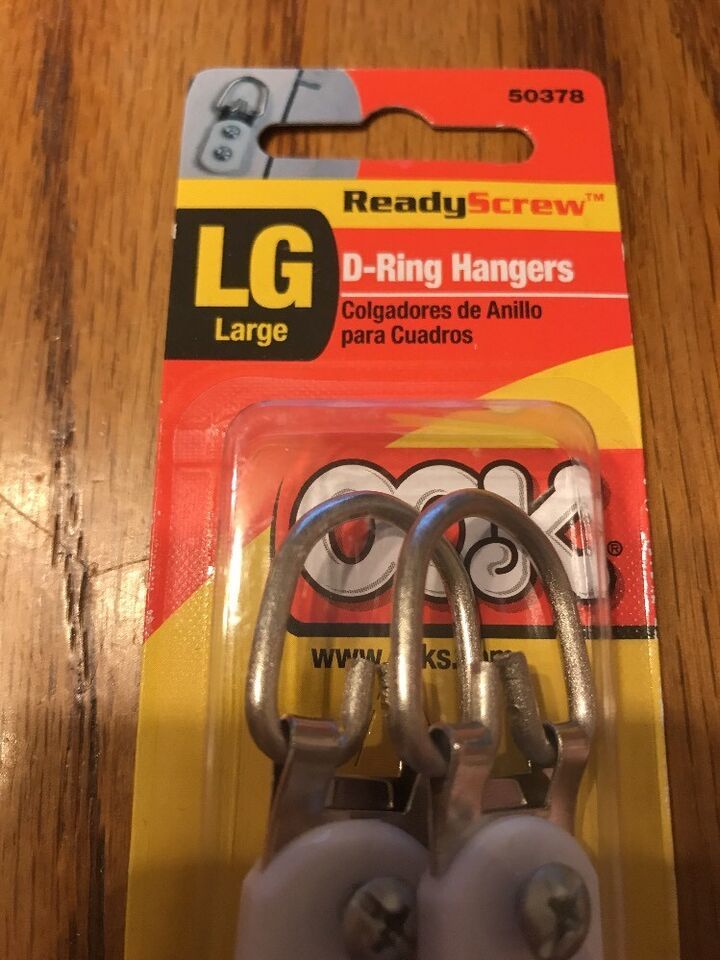 50378
ReadyScrew™
LG
Large
D-Ring Hangers
Colgadores de Anillo
para Cuadros
OOK®